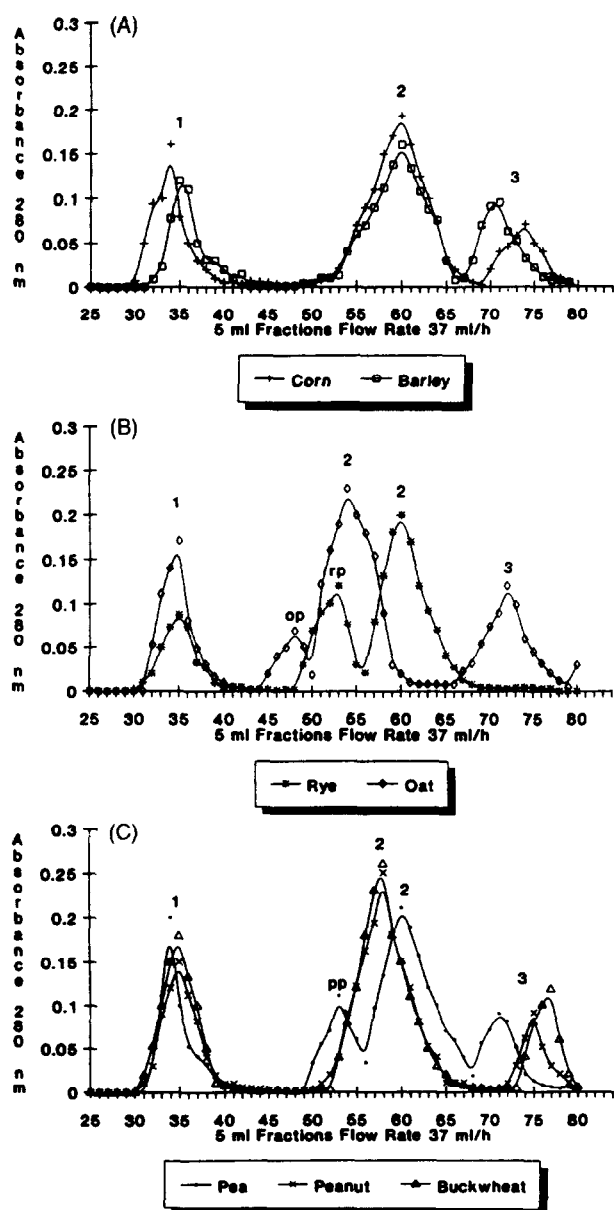 (A)
Absorbance 280 nm
0.3
0.25
0.2
0.15
0.1
0.05
0
1
2
3
25 30 35 40 45 50 55 60 65 70 75 80
5 ml Fractions Flow Rate 37 ml/h
Corn Barley
(B)
Absorbance 280 nm
0.3
0.25
0.2
0.15
0.1
0.05
0
1
op
2
rp
2
3
25 30 35 40 45 50 55 60 65 70 75 80
5 ml Fractions Flow Rate 37 ml/h
Rye Oat
(C)
Absorbance 280 nm
0.3
0.25
0.2
0.15
0.1
0.05
0
1
pp
2
2
3
25 30 35 40 45 50 55 60 65 70 75 80
5 ml Fractions Flow Rate 37 ml/h
Pea Peanut Buckwheat